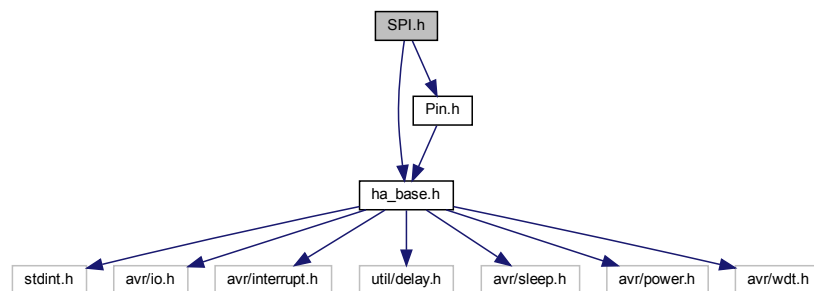 SPI.h
Pin.h
ha_base.h
stdint.h
avr/io.h
avr/interrupt.h
util/delay.h
avr/sleep.h
avr/power.h
avr/wdt.h